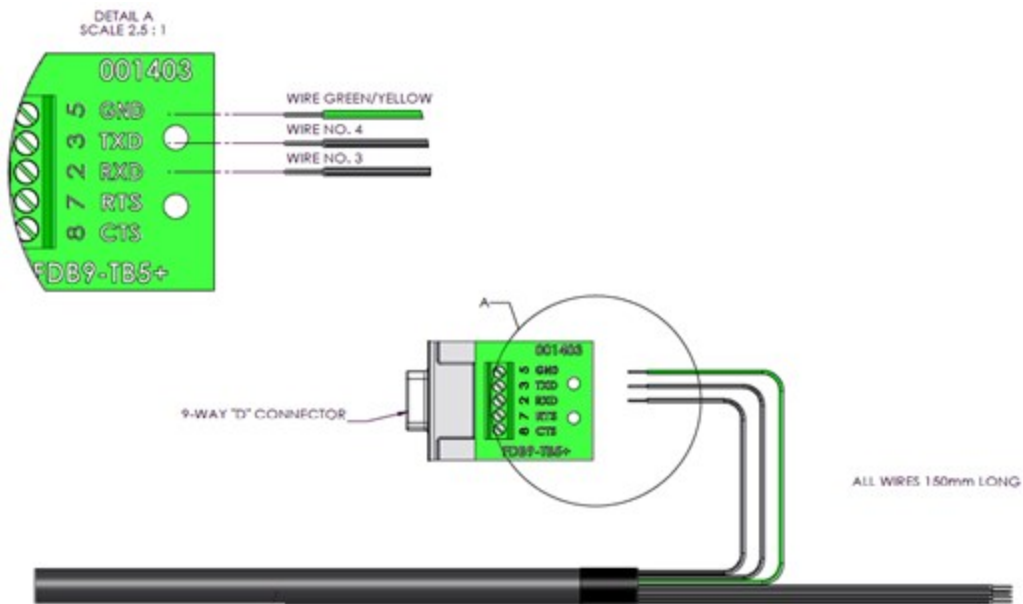 DETAIL A
SCALE 2.5 : 1
001403
5 GND
3 TXD
2 RXD
7 RTS
8 CTS
FDB9-TB5+
WIRE GREEN/YELLOW
WIRE NO. 4
WIRE NO. 3
A
9-WAY "D" CONNECTOR
001403
5 GND
3 TXD
2 RXD
7 RTS
8 CTS
FDB9-TB5+
ALL WIRES 150mm LONG